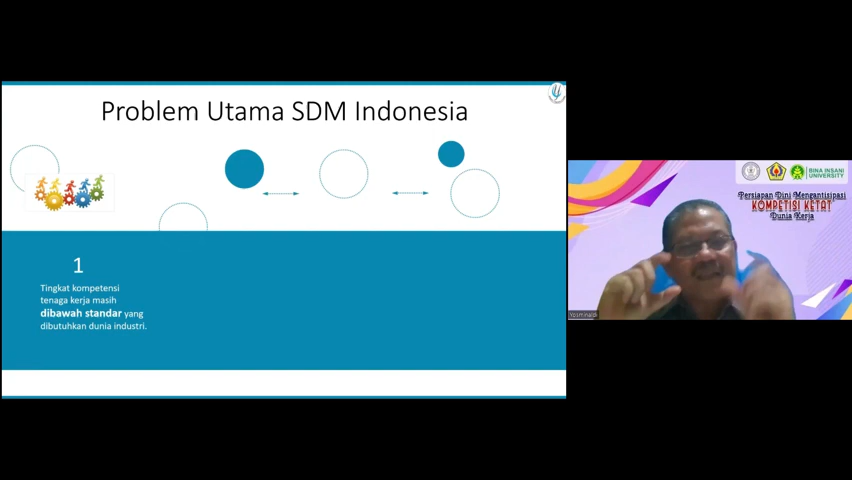 Problem Utama SDM Indonesia
1
Tingkat kompetensi
tenaga kerja masih
dibawah standar yang
dibutuhkan dunia industri.
BINA INSANI
UNIVERSITY
Persiapan Dini Mengantisipasi
KOMPETISI KETAT
Dunia Kerja
Yosminaldi